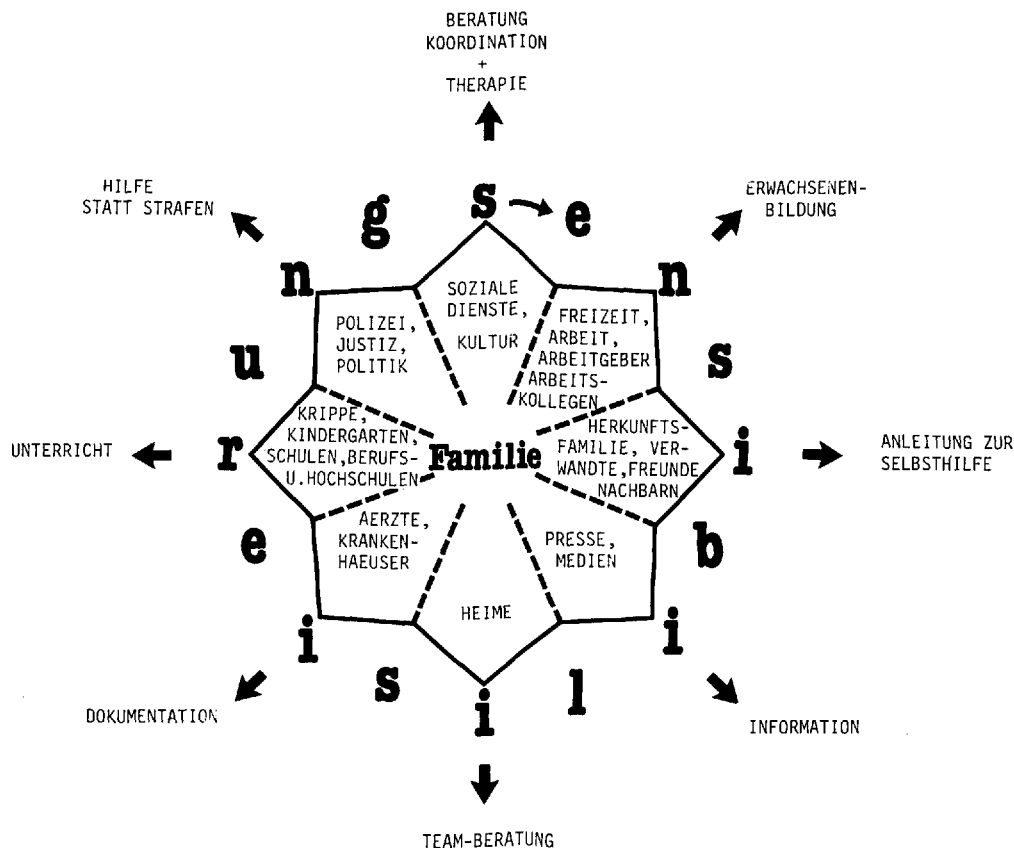 BERATUNG
KOORDINATION
+
THERAPIE
HILFE
STATT STRAFEN
ERWACHSENEN-
BILDUNG
s e n s i b i l i s i e r u n g
SOZIALE
DIENSTE,
KULTUR
FREIZEIT,
ARBEIT,
ARBEITGEBER
ARBEITS-
KOLLEGEN
POLIZEI,
JUSTIZ,
POLITIK
KRIPPE,
KINDERGARTEN,
SCHULEN,BERUFS-
U.HOCHSCHULEN
Familie
HERKUNFTS-
FAMILIE, VER-
WANDTE,FREUNDE
NACHBARN
UNTERRICHT
ANLEITUNG ZUR
SELBSTHILFE
AERZTE,
KRANKEN-
HAEUSER
PRESSE,
MEDIEN
HEIME
DOKUMENTATION
INFORMATION
TEAM-BERATUNG